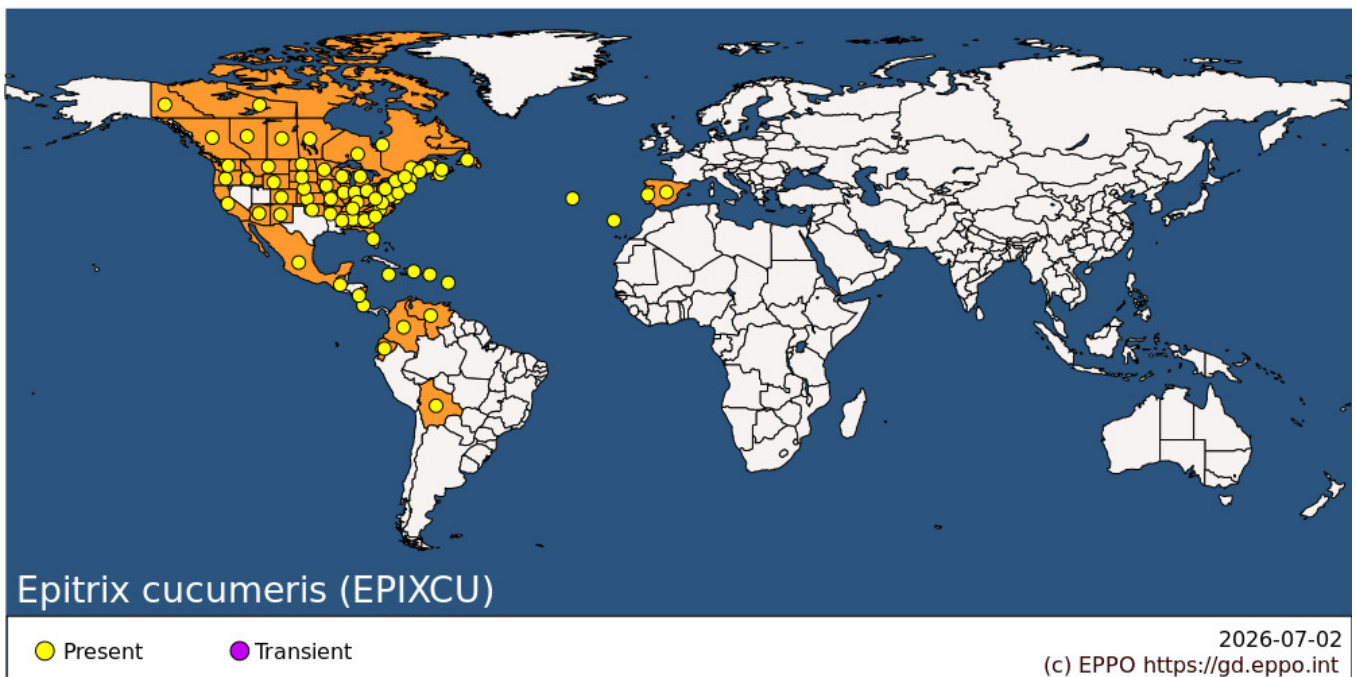 Epitrix cucumeris (EPIXCU)
Present
Transient
2026-07-02
(c) EPPO https://gd.eppo.int